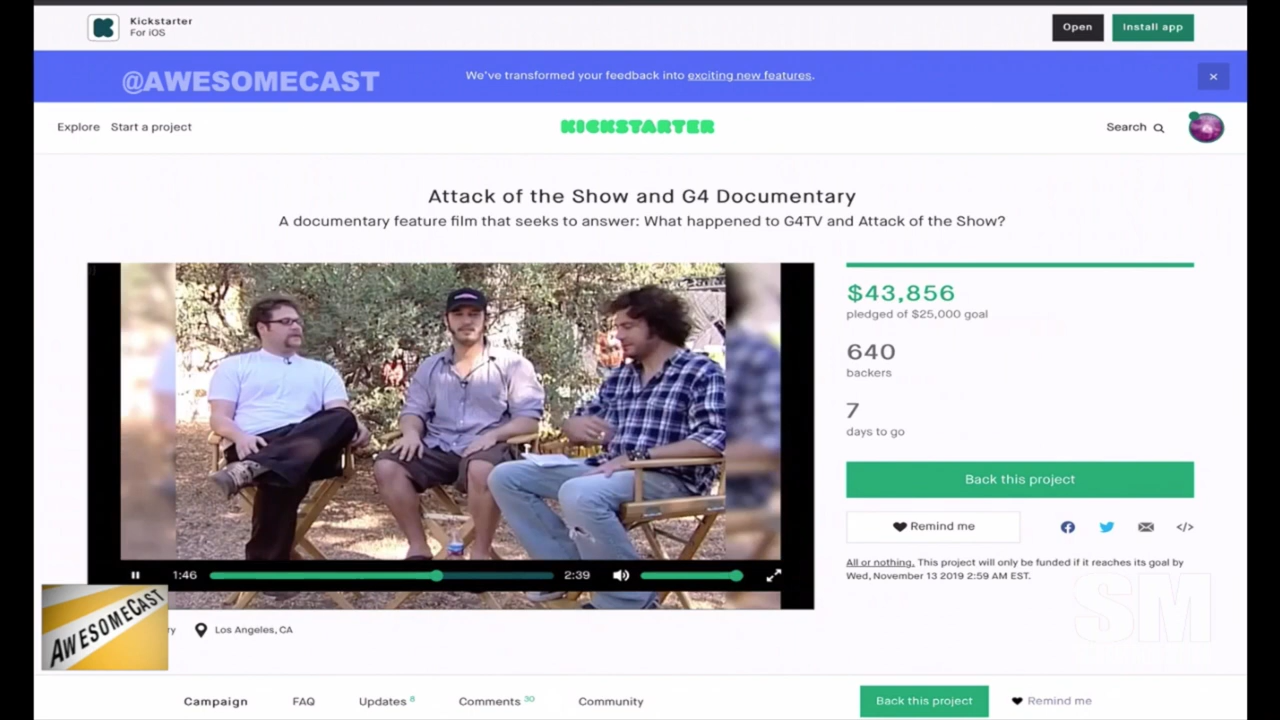 Kickstarter
For iOS
Open
Install app
@AWESOMECAST
We've transformed your feedback into exciting new features.
Explore
Start a project
KICKSTARTER
Search
Attack of the Show and G4 Documentary
A documentary feature film that seeks to answer: What happened to G4TV and Attack of the Show?
$43,856
pledged of $25,000 goal
640
backers
7
days to go
Back this project
Remind me
All or nothing. This project will only be funded if it reaches its goal by
Wed, November 13 2019 2:59 AM EST.
1:46
2:39
AWESOMECAST
ry
Los Angeles, CA
SM
Campaign
FAQ
Updates 8
Comments 30
Community
Back this project
Remind me